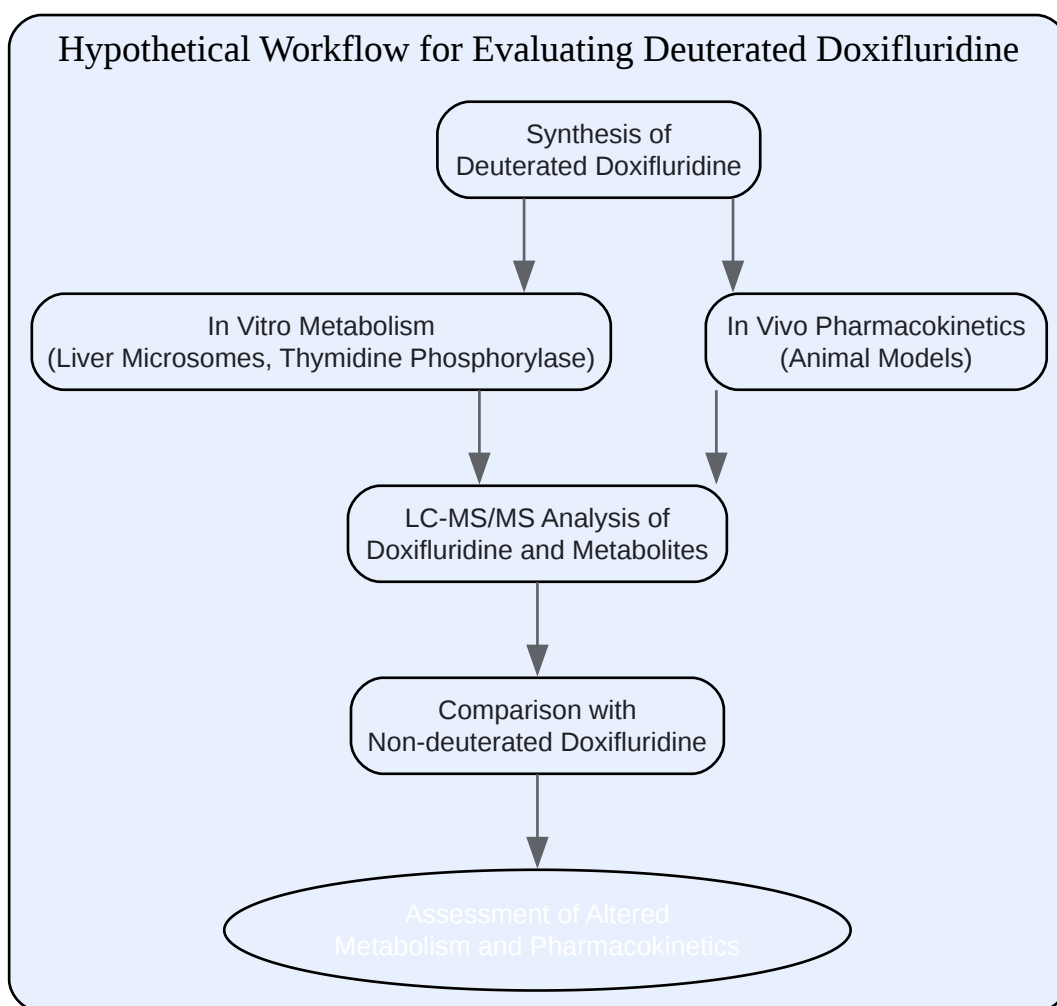 Hypothetical Workflow for Evaluating Deuterated Doxifluridine
Synthesis of
Deuterated Doxifluridine
In Vitro Metabolism
(Liver Microsomes, Thymidine Phosphorylase)
In Vivo Pharmacokinetics
(Animal Models)
LC-MS/MS Analysis of
Doxifluridine and Metabolites
Comparison with
Non-deuterated Doxifluridine
Assessment of Altered
Metabolism and Pharmacokinetics